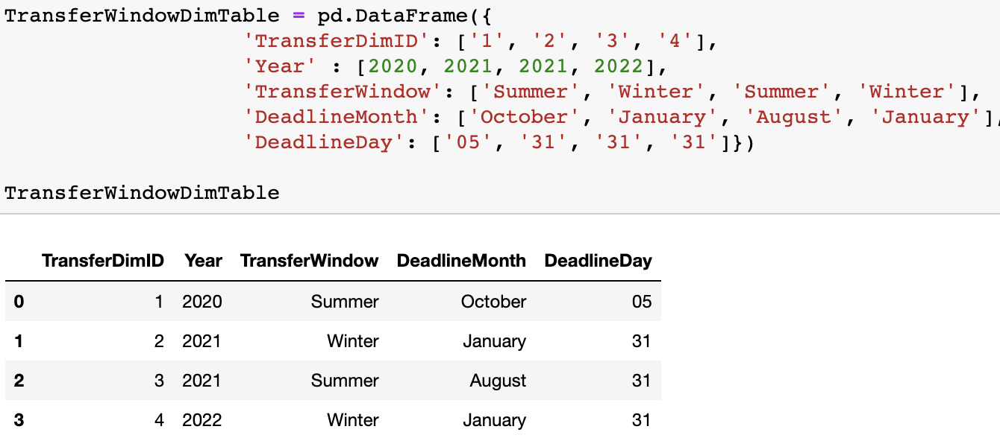 TransferWindowDimTable = pd.DataFrame({
'TransferDimID': ['1', '2', '3', '4'],
'Year' : [2020, 2021, 2021, 2022],
'TransferWindow': ['Summer', 'Winter', 'Summer', 'Winter'],
'DeadlineMonth': ['October', 'January', 'August', 'January'],
'DeadlineDay': ['05', '31', '31', '31']})
TransferWindowDimTable
TransferDimID Year TransferWindow DeadlineMonth DeadlineDay
0 1 2020 Summer October 05
1 2 2021 Winter January 31
2 3 2021 Summer August 31
3 4 2022 Winter January 31